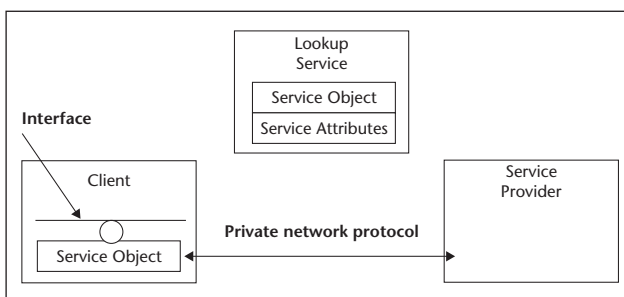 Lookup
Service
Service Object
Service Attributes
Interface
Client
Service
Provider
Private network protocol
Service Object